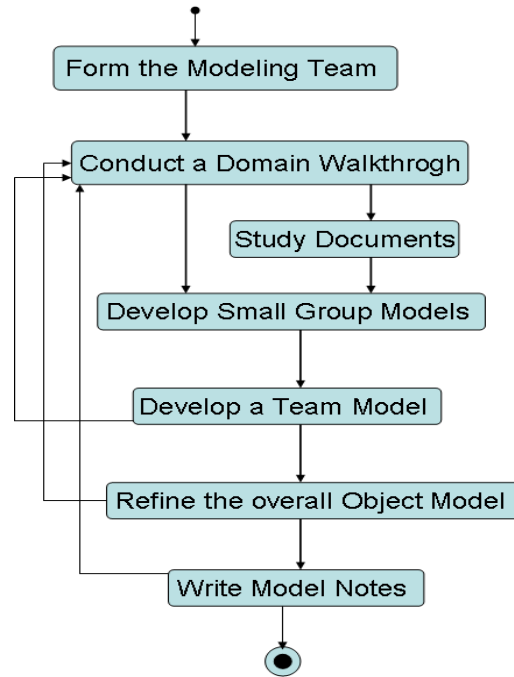 Form the Modeling Team
Conduct a Domain Walkthrogh
Study Documents
Develop Small Group Models
Develop a Team Model
Refine the overall Object Model
Write Model Notes